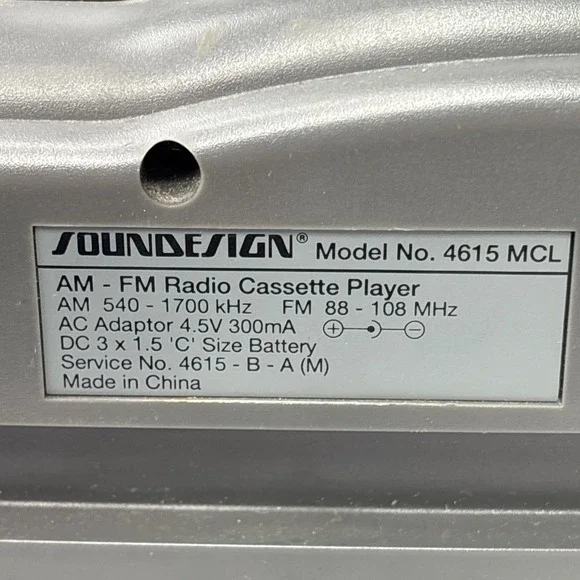 SOUNDESIGN® Model No. 4615 MCL
AM - FM Radio Cassette Player
AM 540 - 1700 kHz FM 88 - 108 MHz
AC Adaptor 4.5V 300mA
DC 3 x 1.5 'C' Size Battery
Service No. 4615 - B - A (M)
Made in China